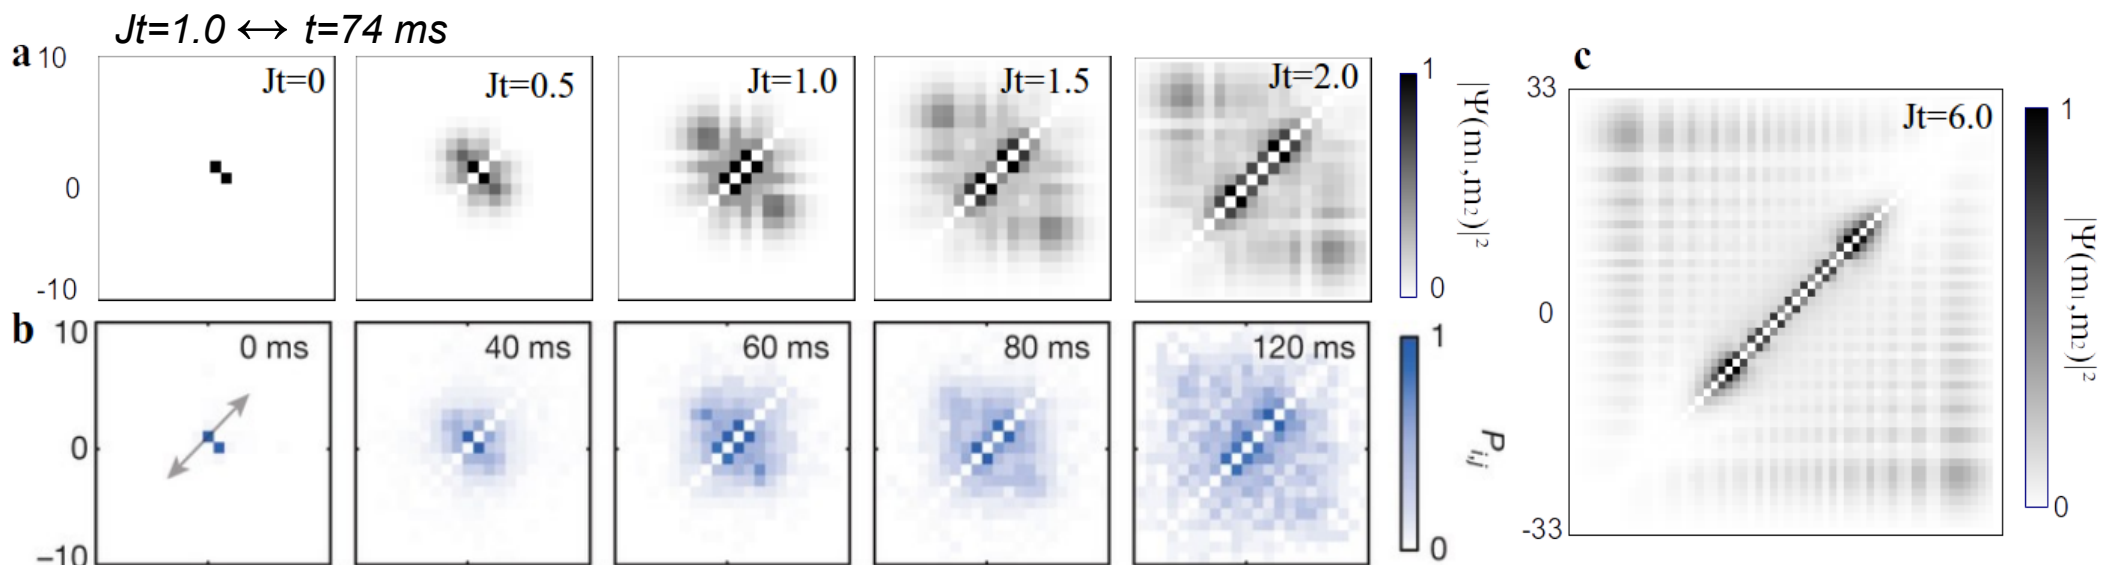 Jt=1.0 ↔ t=74 ms
a
10
0
-10
Jt=0
Jt=0.5
Jt=1.0
Jt=1.5
Jt=2.0
1
0
|Ψ(m₁,m₂)|²
b
10
0
−10
0 ms
40 ms
60 ms
80 ms
120 ms
1
0
Pᵢ,ⱼ
c
33
0
-33
Jt=6.0
1
0
|Ψ(m₁,m₂)|²